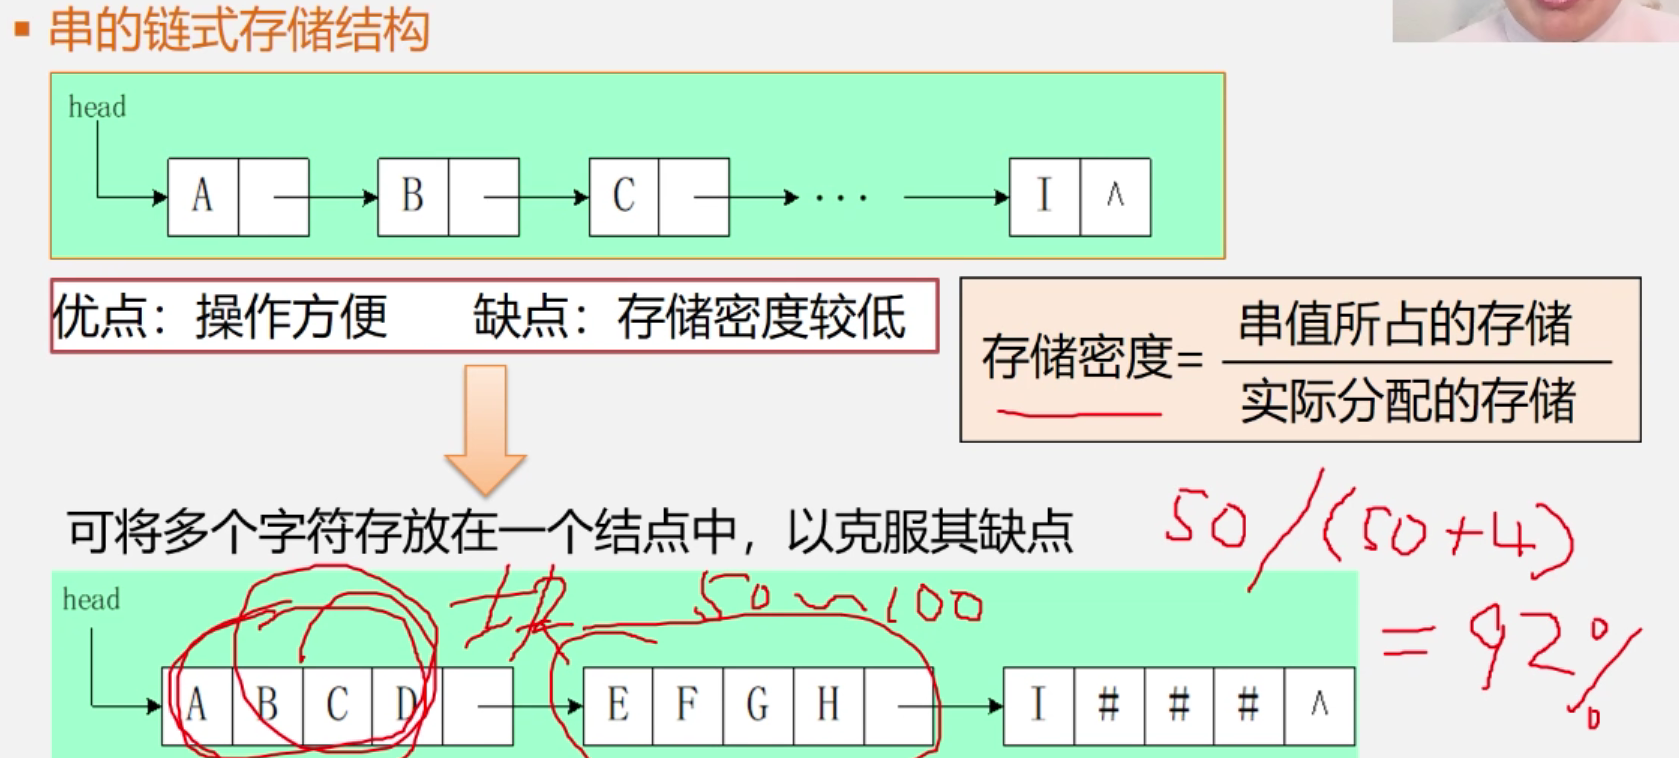 ▪ 串的链式存储结构
head
A B C ··· I ∧
优点：操作方便 缺点：存储密度较低
存储密度= 串值所占的存储
实际分配的存储
可将多个字符存放在一个结点中，以克服其缺点
50/(50+4)
= 92%
head
块 50~100
A B C D E F G H I # # # ∧